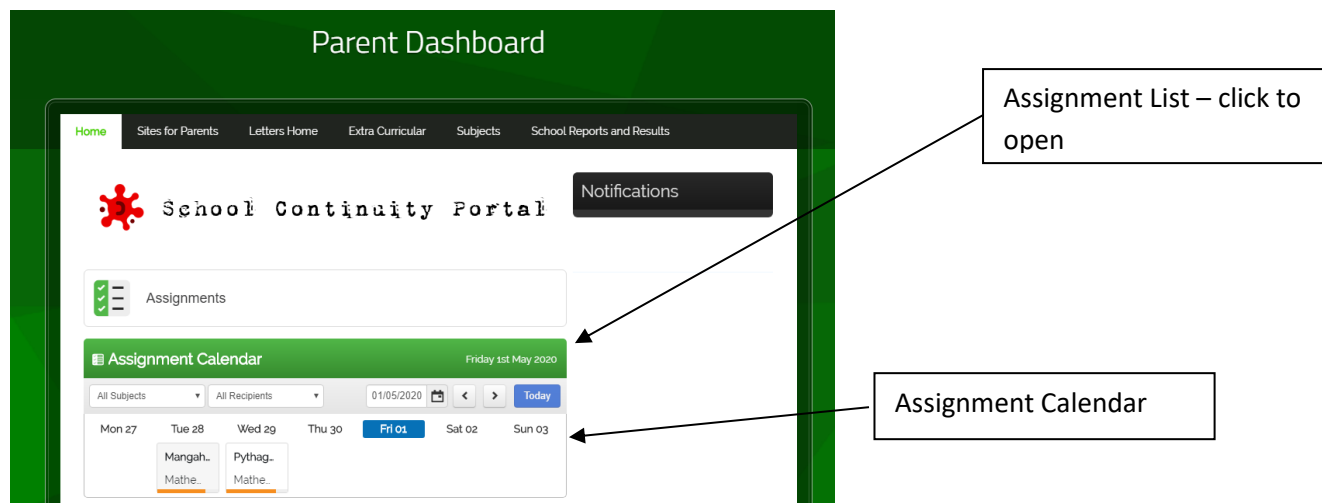 Parent Dashboard
Assignment List – click to
open
Home Sites for Parents Letters Home Extra Curricular Subjects School Reports and Results
School Continuity Portal
Notifications
Assignments
Assignment Calendar Friday 1st May 2020
All Subjects All Recipients 01/05/2020 < > Today
Assignment Calendar
Mon 27 Tue 28 Wed 29 Thu 30 Fri 01 Sat 02 Sun 03
Mangah... Pythag...
Mathe... Mathe...